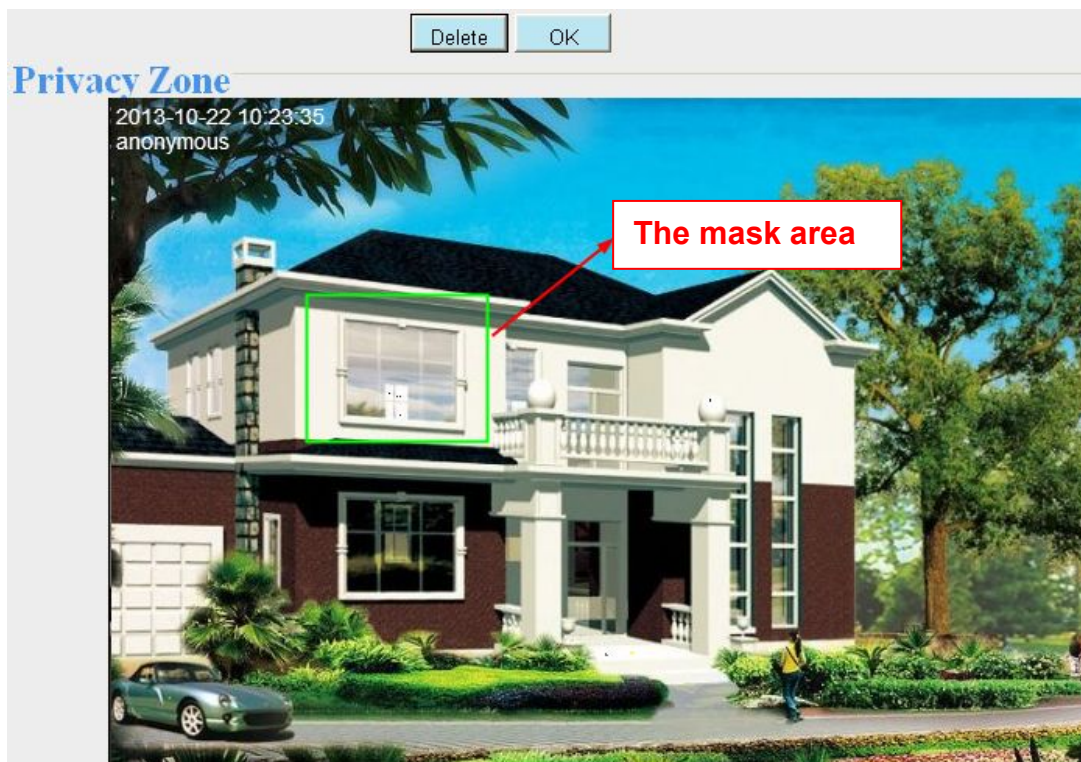 Delete
OK
Privacy Zone
2013-10-22 10:23:35
anonymous
The mask area